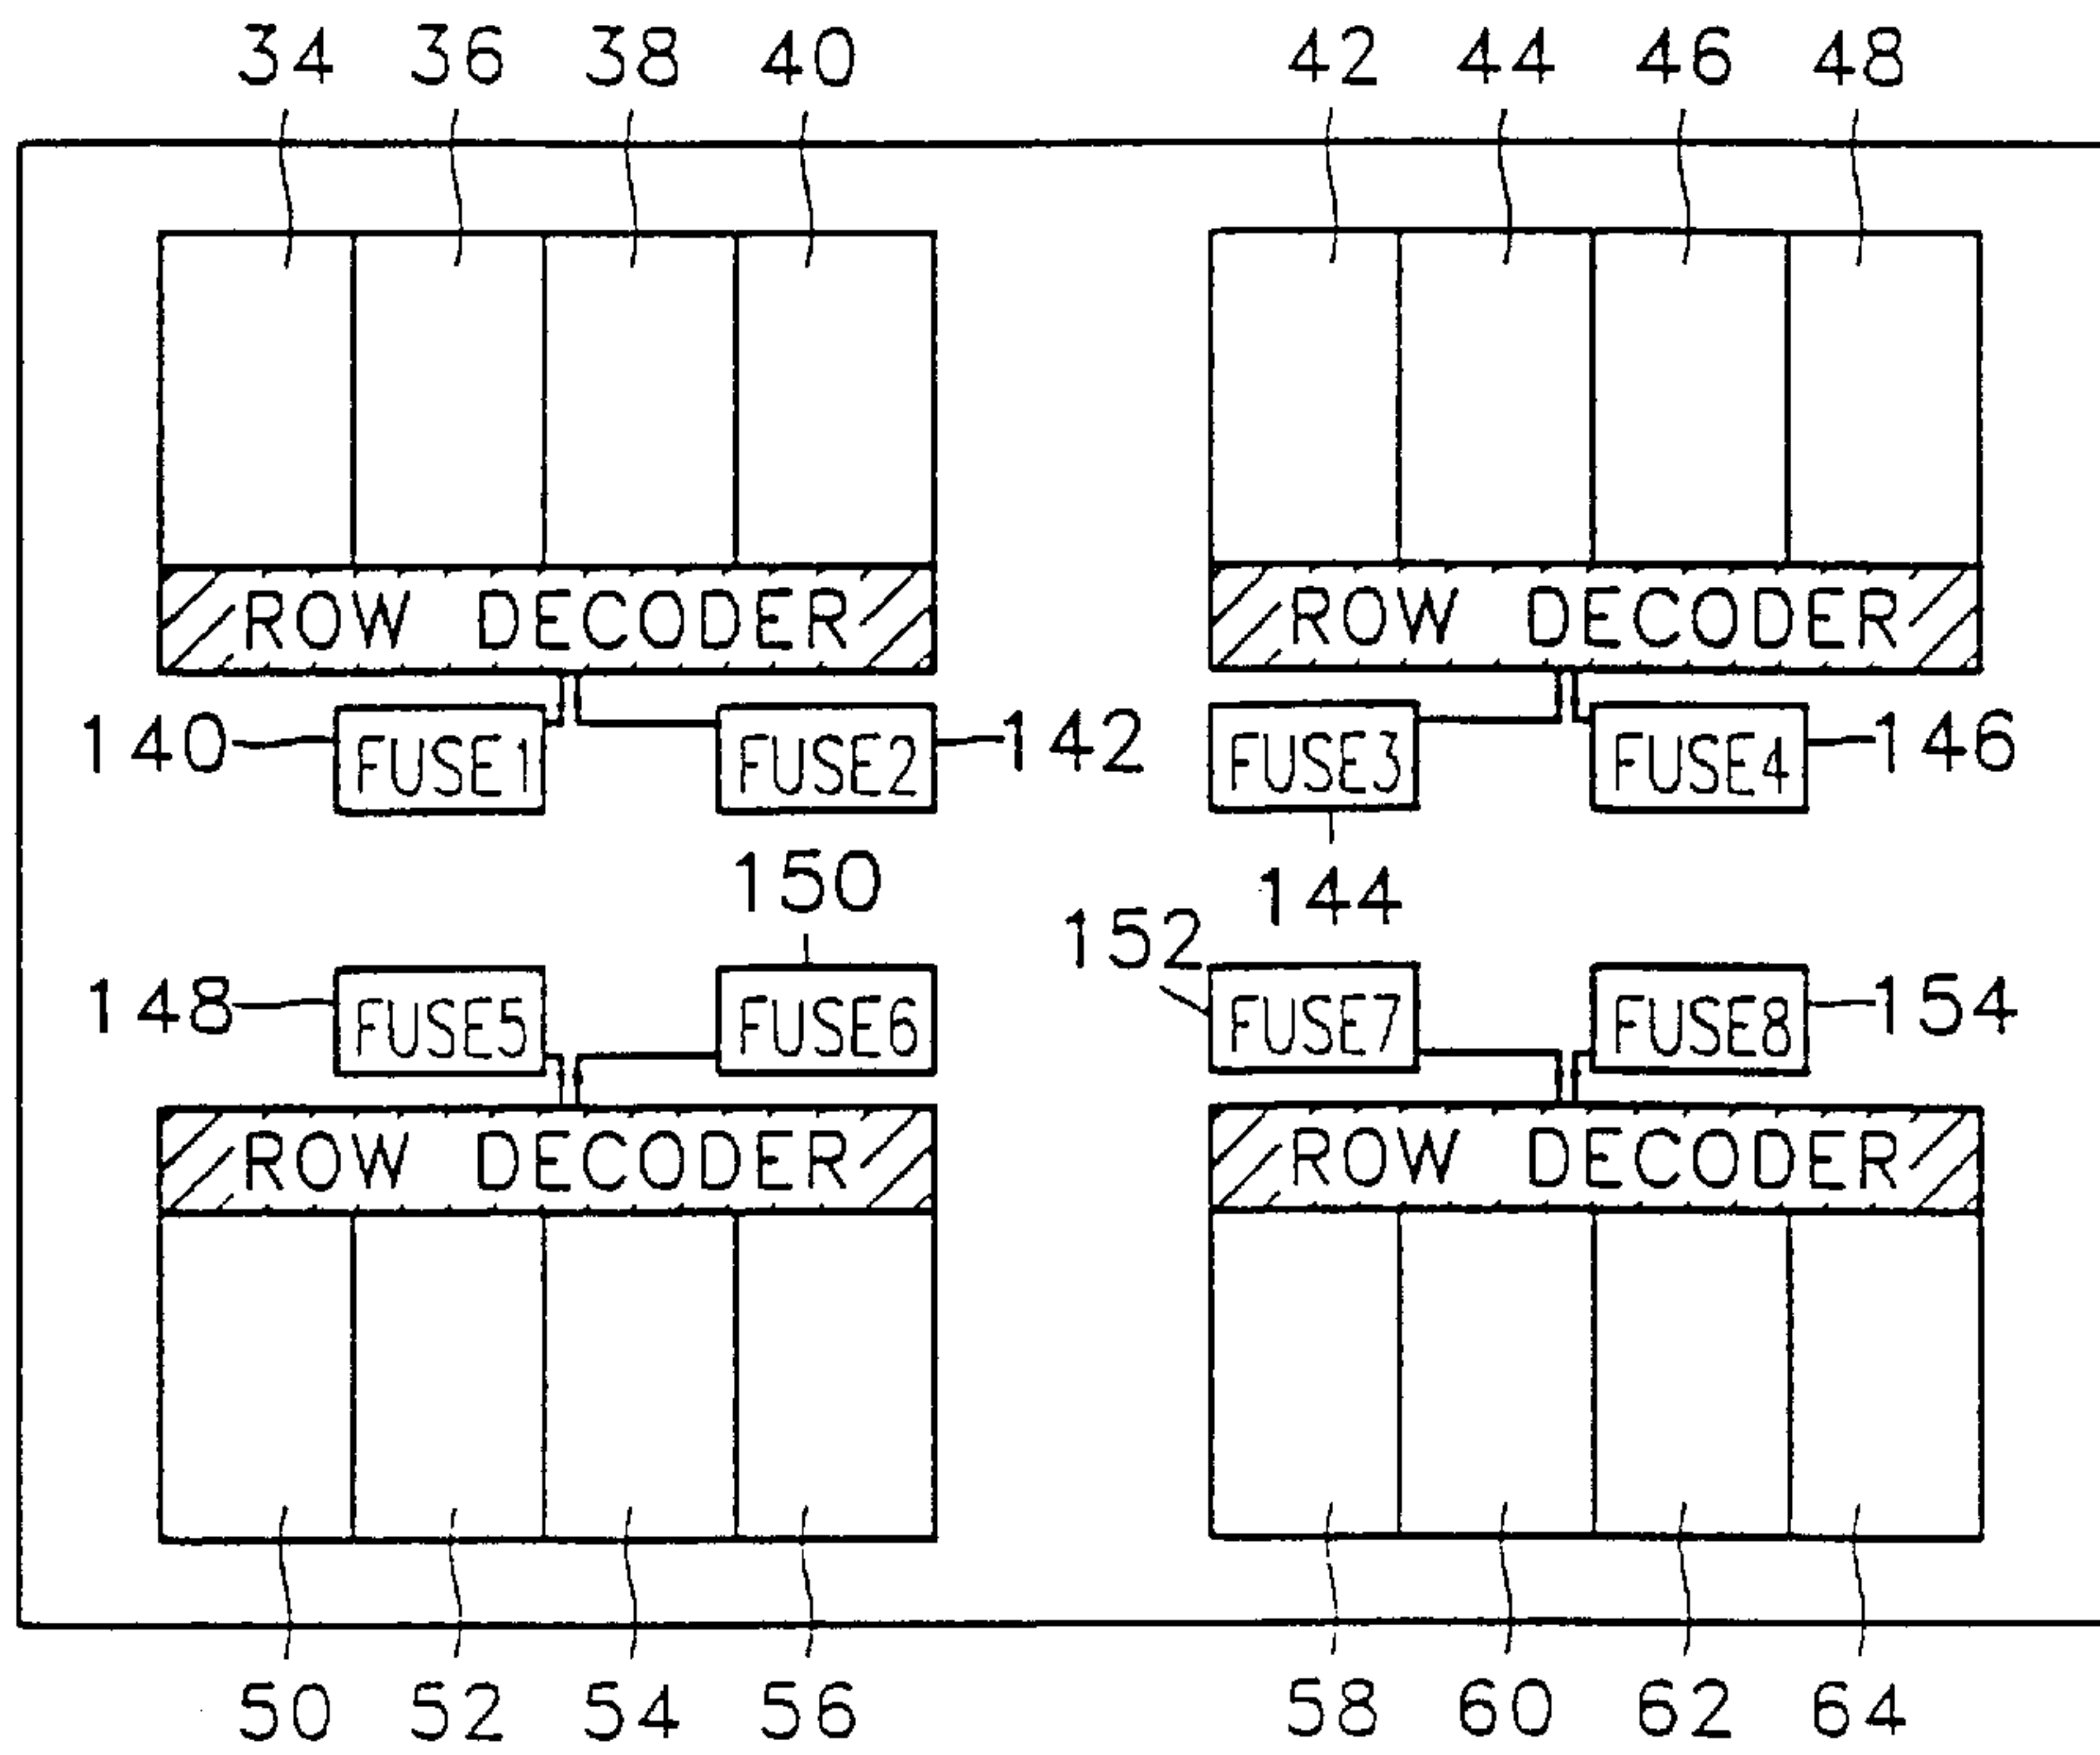 34 36 38 40 42 44 46 48
ROW DECODER ROW DECODER
140 FUSE1 FUSE2 142 FUSE3 FUSE4 146
150 144
152
148 FUSE5 FUSE6 FUSE7 FUSE8 154
ROW DECODER ROW DECODER
50 52 54 56 58 60 62 64